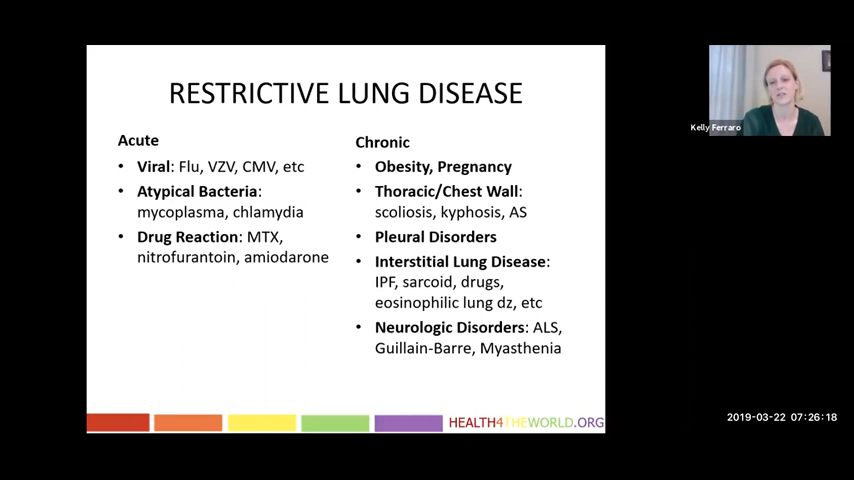 RESTRICTIVE LUNG DISEASE
Acute
• Viral: Flu, VZV, CMV, etc
• Atypical Bacteria:
mycoplasma, chlamydia
• Drug Reaction: MTX,
nitrofurantoin, amiodarone
Chronic
• Obesity, Pregnancy
• Thoracic/Chest Wall:
scoliosis, kyphosis, AS
• Pleural Disorders
• Interstitial Lung Disease:
IPF, sarcoid, drugs,
eosinophilic lung dz, etc
• Neurologic Disorders: ALS,
Guillain-Barre, Myasthenia
HEALTH4THEWORLD.ORG
Kelly Ferraro
2019-03-22 07:26:18